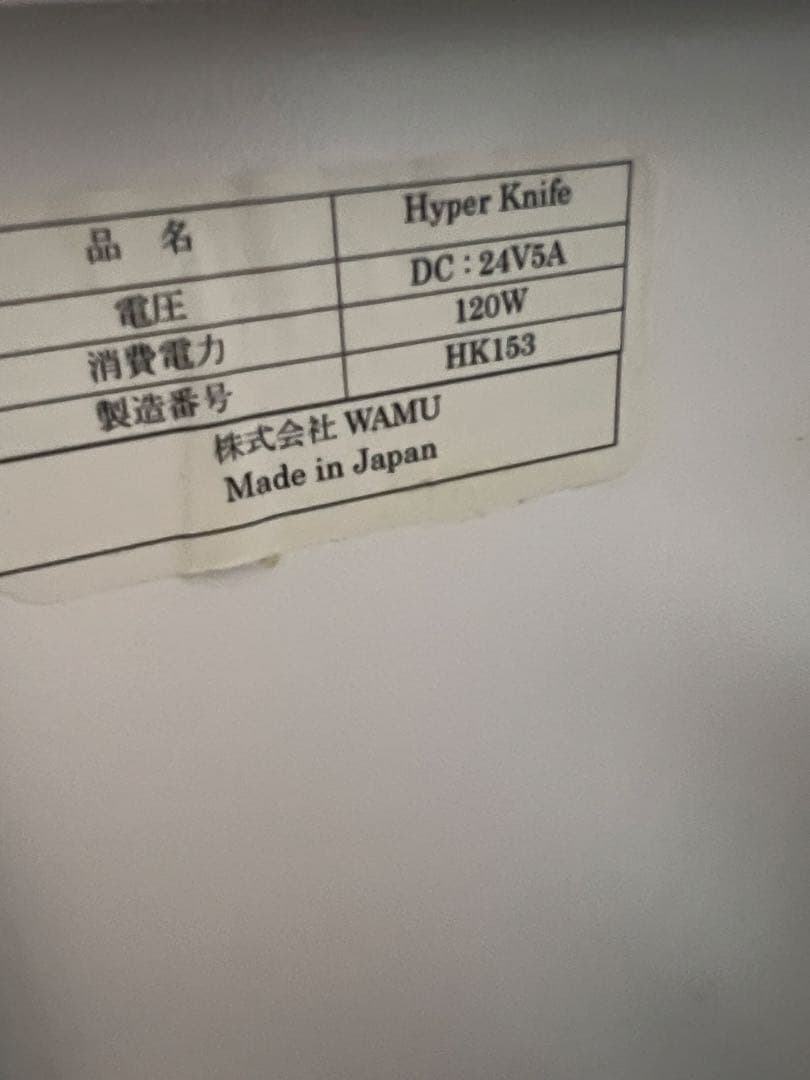 品 名 Hyper Knife
電圧 DC：24V5A
消費電力 120W
製造番号 HK153
株式会社 WAMU
Made in Japan